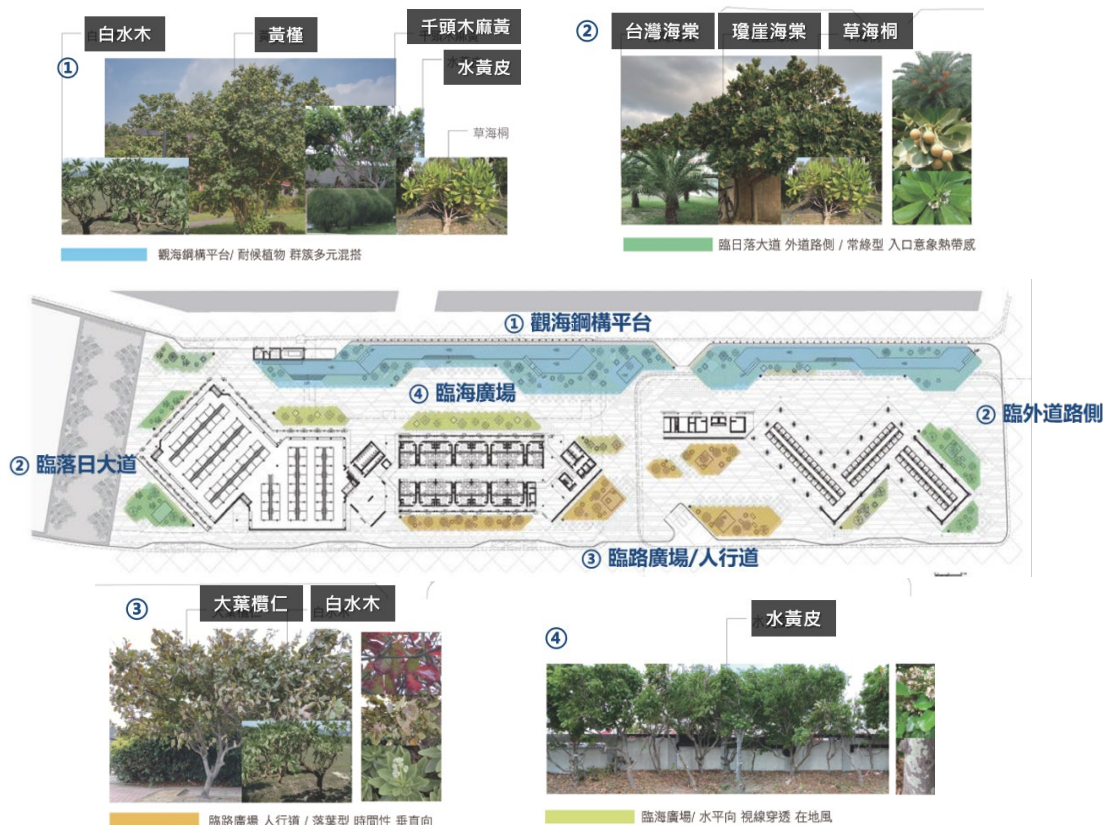 白水木
黃槿
千頭木麻黃
水黃皮
①
草海桐
觀海鋼構平台/ 耐候植物 群簇多元混搭
②
台灣海棠
瓊崖海棠
草海桐
臨日落大道 外道路側 / 常綠型 入口意象熱帶感
① 觀海鋼構平台
④ 臨海廣場
② 臨外道路側
② 臨落日大道
③ 臨路廣場/人行道
③
大葉欖仁
白水木
臨路廣場 人行道 / 落葉型 時間性 垂直向
④
水黃皮
臨海廣場/ 水平向 視線穿透 在地風